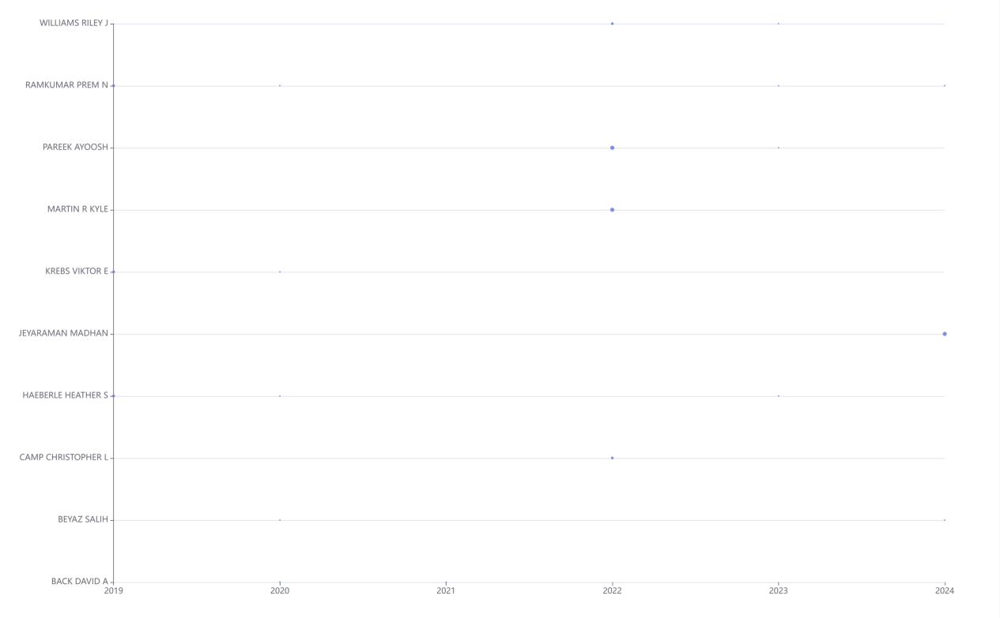 WILLIAMS RILEY J
RAMKUMAR PREM N
PAREEK AYOOSH
MARTIN R KYLE
KREBS VIKTOR E
JEYARAMAN MADHAN
HAEBERLE HEATHER S
CAMP CHRISTOPHER L
BEYAZ SALIH
BACK DAVID A
2019 2020 2021 2022 2023 2024